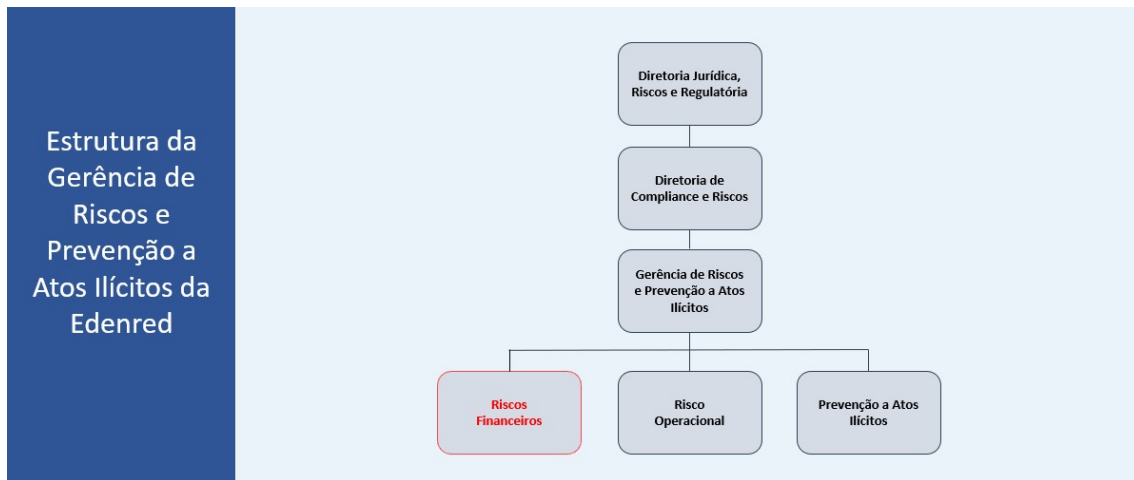 Estrutura da
Gerência de
Riscos e
Prevenção a
Atos Ilícitos da
Edenred
Diretoria Jurídica,
Riscos e Regulatória
Diretoria de
Compliance e Riscos
Gerência de Riscos
e Prevenção a Atos
Ilícitos
Riscos
Financeiros
Risco
Operacional
Prevenção a Atos
Ilícitos